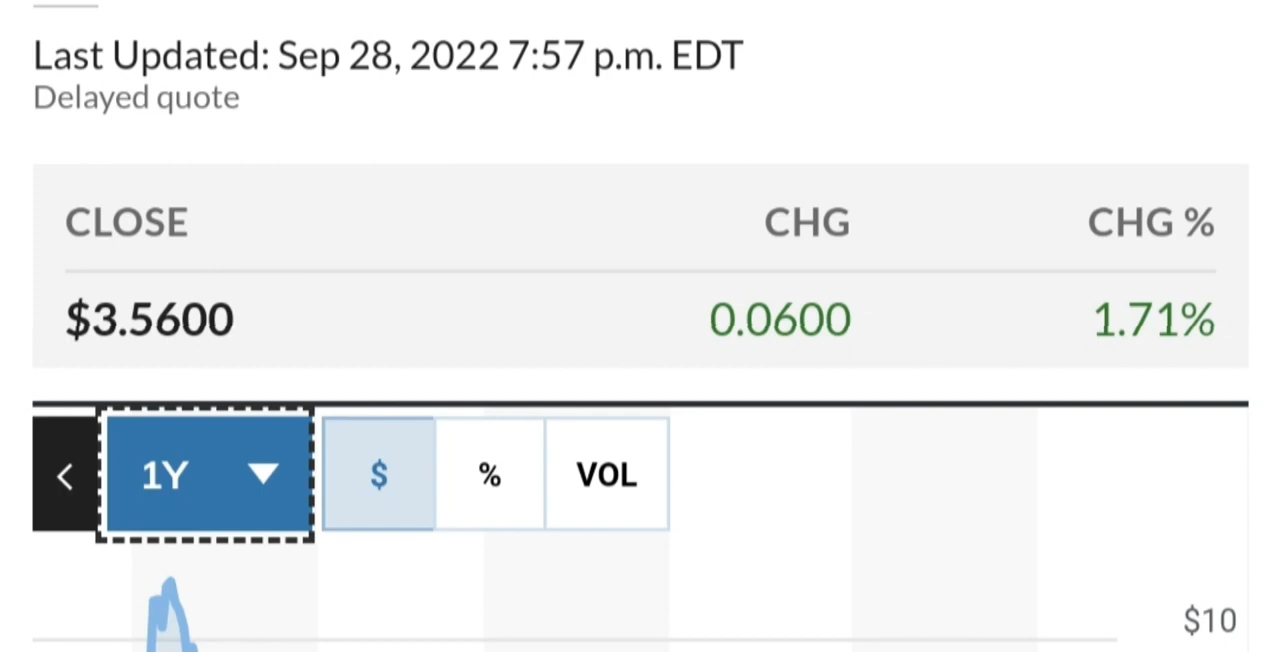 Last Updated: Sep 28, 2022 7:57 p.m. EDT
Delayed quote
CLOSE CHG CHG %
$3.5600 0.0600 1.71%
1Y $ % VOL
$10